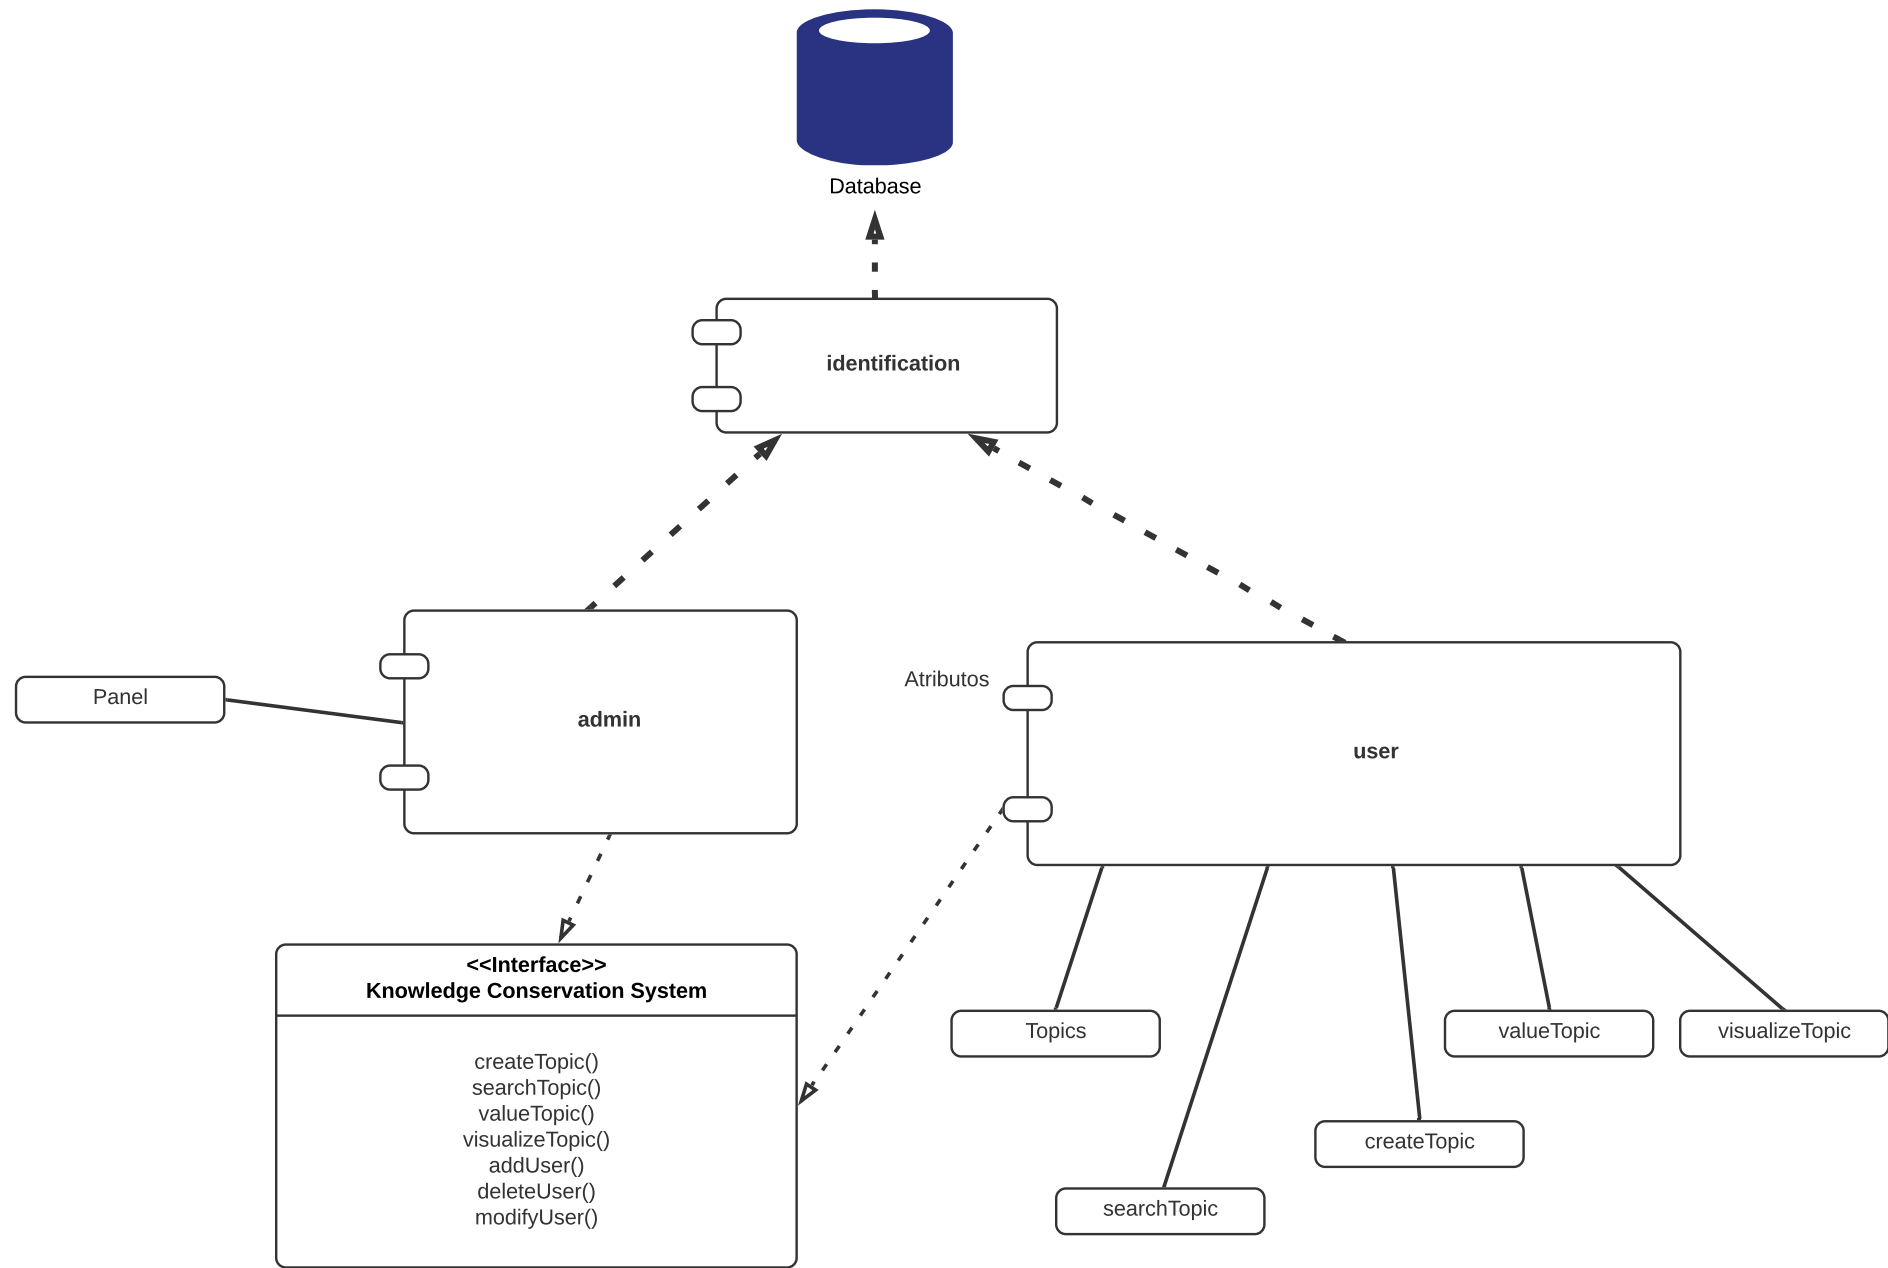 Database
identification
admin
Panel
Atributos
user
<<Interface>>
Knowledge Conservation System
createTopic()
searchTopic()
valueTopic()
visualizeTopic()
addUser()
deleteUser()
modifyUser()
Topics
valueTopic
visualizeTopic
createTopic
searchTopic